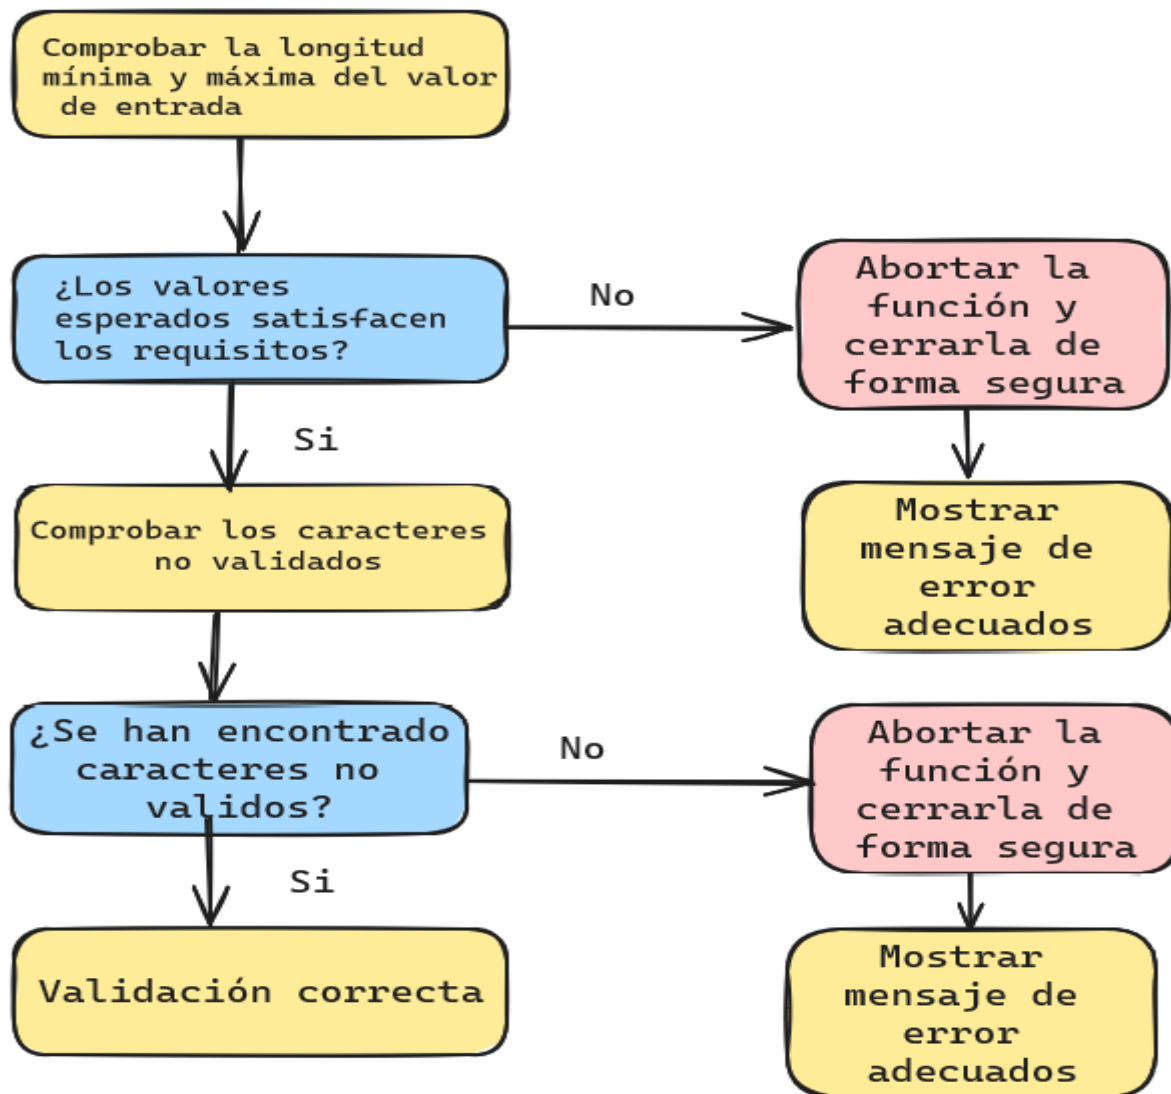 Comprobar la longitud
mínima y máxima del valor
de entrada
¿Los valores
esperados satisfacen
los requisitos?
No
Abortar la
función y
cerrarla de
forma segura
Si
Mostrar
mensaje de
error
adecuados
Comprobar los caracteres
no validados
¿Se han encontrado
caracteres no
validos?
No
Abortar la
función y
cerrarla de
forma segura
Si
Validación correcta
Mostrar
mensaje de
error
adecuados